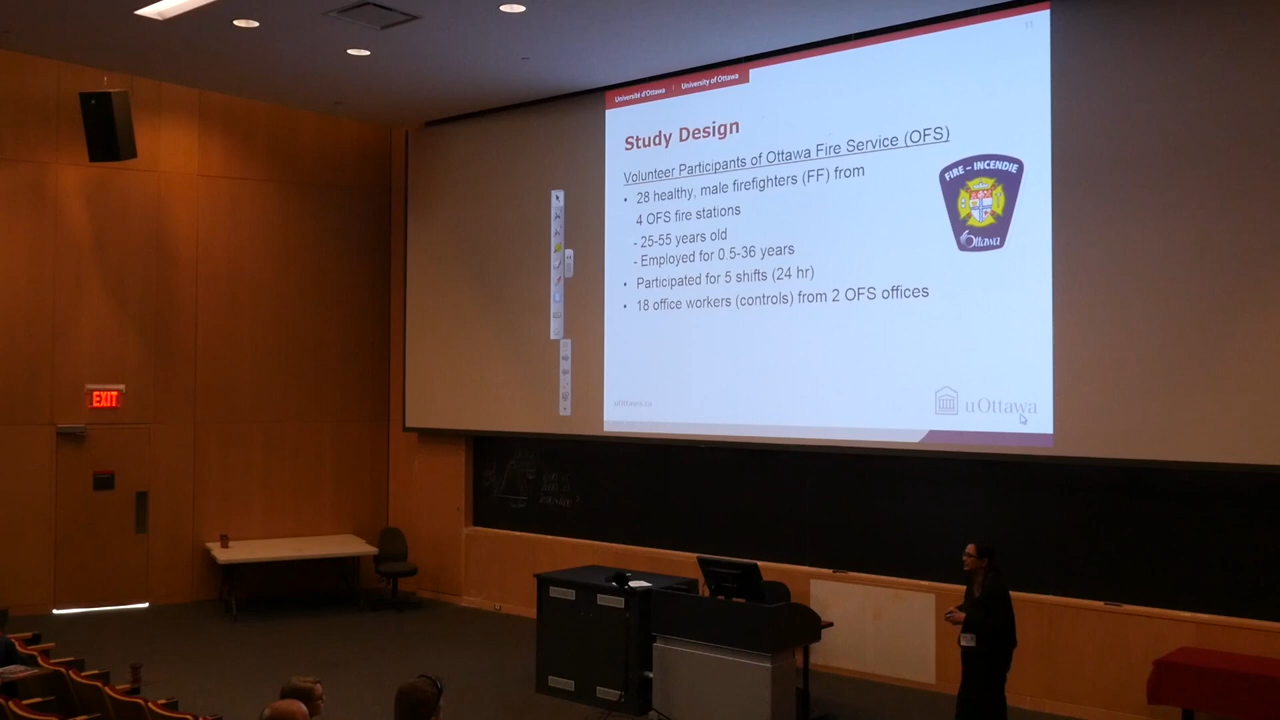 11
Université d'Ottawa | University of Ottawa
Study Design
Volunteer Participants of Ottawa Fire Service (OFS)
• 28 healthy, male firefighters (FF) from
4 OFS fire stations
- 25-55 years old
- Employed for 0.5-36 years
• Participated for 5 shifts (24 hr)
• 18 office workers (controls) from 2 OFS offices
FIRE – INCENDIE
Ottawa
uOttawa.ca
uOttawa
EXIT